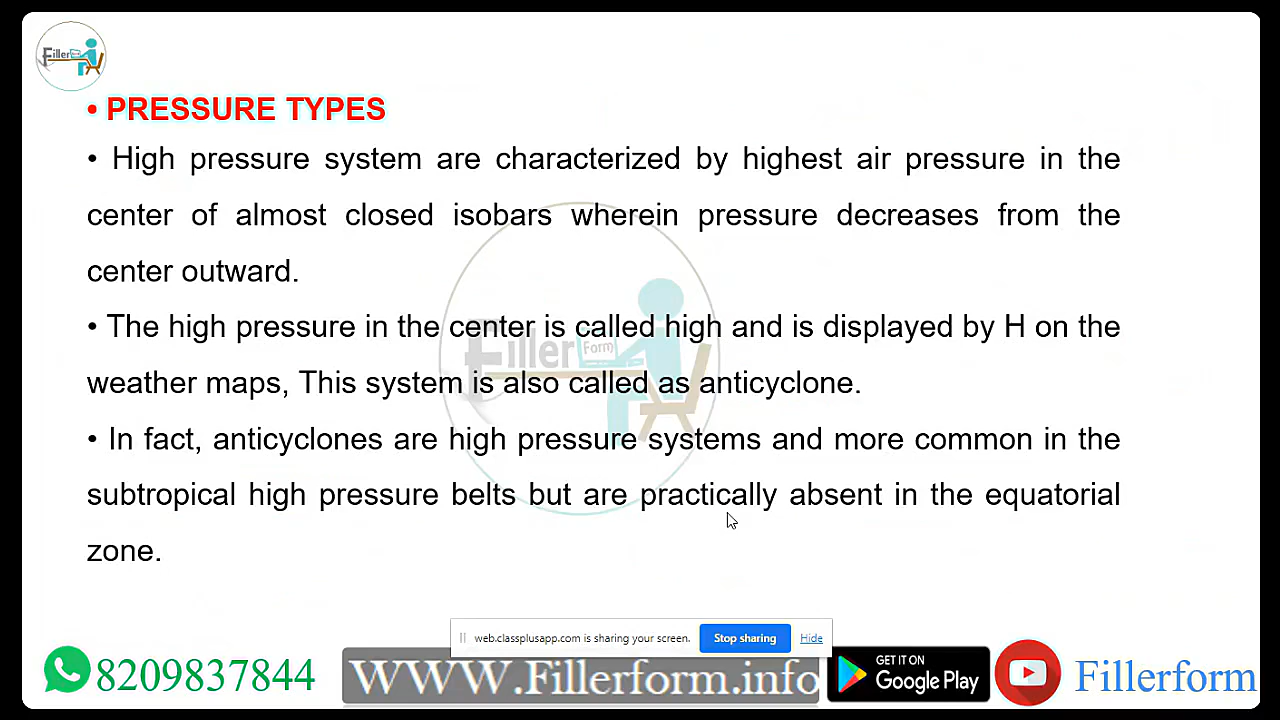 Filler
• PRESSURE TYPES
• High pressure system are characterized by highest air pressure in the
center of almost closed isobars wherein pressure decreases from the
center outward.
• The high pressure in the center is called high and is displayed by H on the
weather maps, This system is also called as anticyclone.
• In fact, anticyclones are high pressure systems and more common in the
subtropical high pressure belts but are practically absent in the equatorial
zone.
Filler Form
web.classplusapp.com is sharing your screen. Stop sharing Hide
8209837844 WWW.Fillerform.info GET IT ON Google Play Fillerform